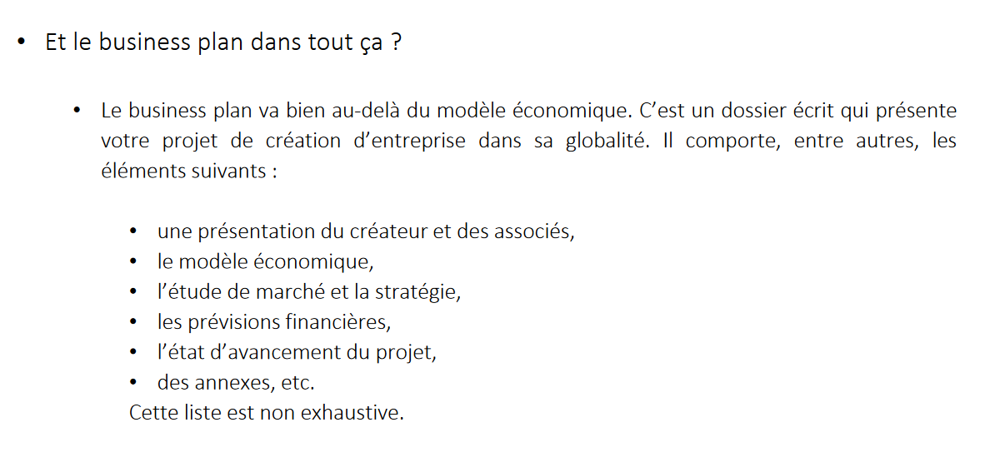 • Et le business plan dans tout ça ?
• Le business plan va bien au-delà du modèle économique. C’est un dossier écrit qui présente
votre projet de création d’entreprise dans sa globalité. Il comporte, entre autres, les
éléments suivants :
• une présentation du créateur et des associés,
• le modèle économique,
• l’étude de marché et la stratégie,
• les prévisions financières,
• l’état d’avancement du projet,
• des annexes, etc.
Cette liste est non exhaustive.